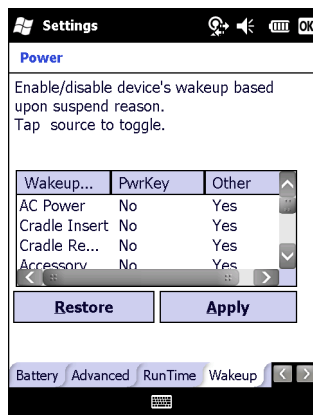 Settings
OK
Power
Enable/disable device's wakeup based
upon suspend reason.
Tap source to toggle.
Wakeup... PwrKey Other
AC Power No Yes
Cradle Insert No Yes
Cradle Re... No Yes
Accessory No Yes
Restore Apply
Battery Advanced RunTime Wakeup